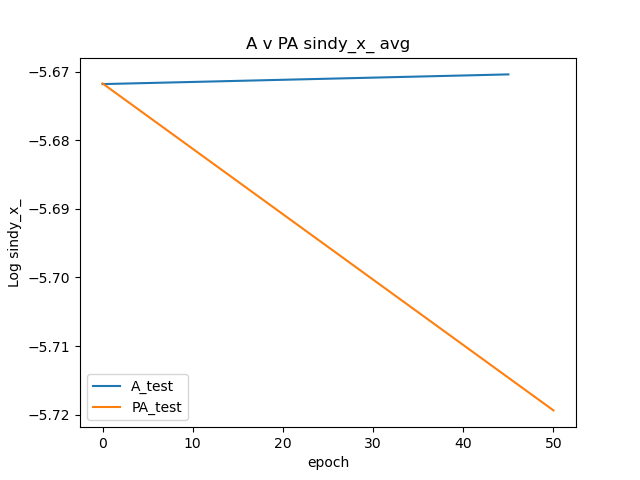 A v PA sindy_x_ avg
Log sindy_x_
−5.67
−5.68
−5.69
−5.70
−5.71
−5.72
A_test
PA_test
0 10 20 30 40 50
epoch